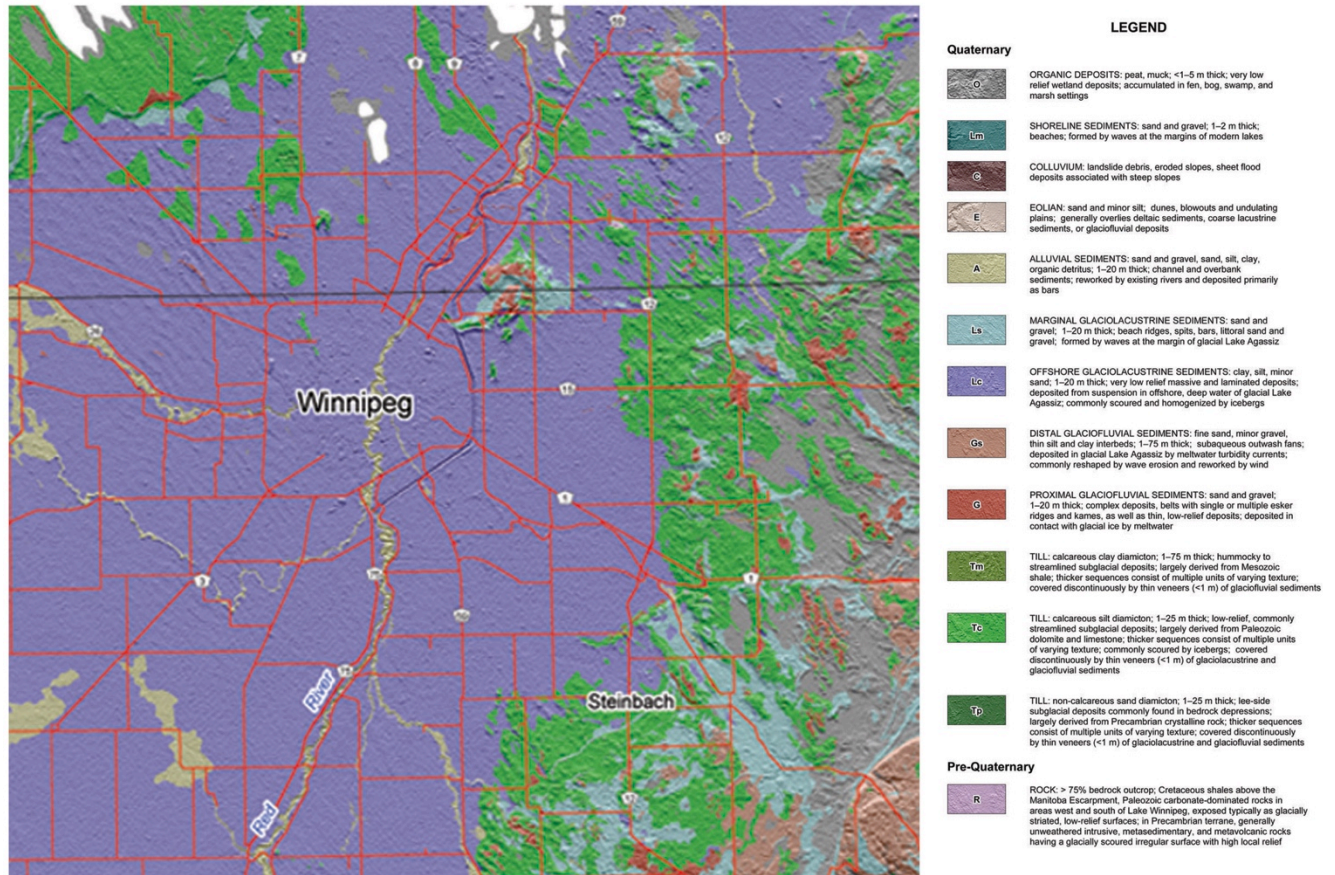 7
8
9
10
12
26
Winnipeg
12
15
1
3
75
59
75
River
Steinbach
Red
12
LEGEND
Quaternary
O
ORGANIC DEPOSITS: peat, muck; <1–5 m thick; very low
relief wetland deposits; accumulated in fen, bog, swamp, and
marsh settings
Lm
SHORELINE SEDIMENTS: sand and gravel; 1–2 m thick;
beaches; formed by waves at the margins of modern lakes
C
COLLUVIUM: landslide debris, eroded slopes, sheet flood
deposits associated with steep slopes
E
EOLIAN: sand and minor silt; dunes, blowouts and undulating
plains; generally overlies deltaic sediments, coarse lacustrine
sediments, or glaciofluvial deposits
A
ALLUVIAL SEDIMENTS: sand and gravel, sand, silt, clay,
organic detritus; 1–20 m thick; channel and overbank
sediments; reworked by existing rivers and deposited primarily
as bars
Ls
MARGINAL GLACIOLACUSTRINE SEDIMENTS: sand and
gravel; 1–20 m thick; beach ridges, spits, bars, littoral sand and
gravel; formed by waves at the margin of glacial Lake Agassiz
Lc
OFFSHORE GLACIOLACUSTRINE SEDIMENTS: clay, silt, minor
sand; 1–20 m thick; very low relief massive and laminated deposits;
deposited from suspension in offshore, deep water of glacial Lake
Agassiz; commonly scoured and homogenized by icebergs
Gs
DISTAL GLACIOFLUVIAL SEDIMENTS: fine sand, minor gravel,
thin silt and clay interbeds; 1–75 m thick; subaqueous outwash fans;
deposited in glacial Lake Agassiz by meltwater turbidity currents;
commonly reshaped by wave erosion and reworked by wind
G
PROXIMAL GLACIOFLUVIAL SEDIMENTS: sand and gravel;
1–20 m thick; complex deposits, belts with single or multiple esker
ridges and kames, as well as thin, low-relief deposits; deposited in
contact with glacial ice by meltwater
Tm
TILL: calcareous clay diamicton; 1–75 m thick; hummocky to
streamlined subglacial deposits; largely derived from Mesozoic
shale; thicker sequences consist of multiple units of varying texture;
covered discontinuously by thin veneers (<1 m) of glaciofluvial sediments
Tc
TILL: calcareous silt diamicton; 1–25 m thick; low-relief, commonly
streamlined subglacial deposits; largely derived from Paleozoic
dolomite and limestone; thicker sequences consist of multiple units
of varying texture; commonly scoured by icebergs; covered
discontinuously by thin veneers (<1 m) of glaciolacustrine and
glaciofluvial sediments
Tp
TILL: non-calcareous sand diamicton; 1–25 m thick; lee-side
subglacial deposits commonly found in bedrock depressions;
largely derived from Precambrian crystalline rock; thicker sequences
consist of multiple units of varying texture; covered discontinuously
by thin veneers (<1 m) of glaciolacustrine and glaciofluvial sediments
Pre-Quaternary
R
ROCK: > 75% bedrock outcrop; Cretaceous shales above the
Manitoba Escarpment, Paleozoic carbonate-dominated rocks in
areas west and south of Lake Winnipeg, exposed typically as glacially
striated, low-relief surfaces; in Precambrian terrane, generally
unweathered intrusive, metasedimentary, and metavolcanic rocks
having a glacially scoured irregular surface with high local relief